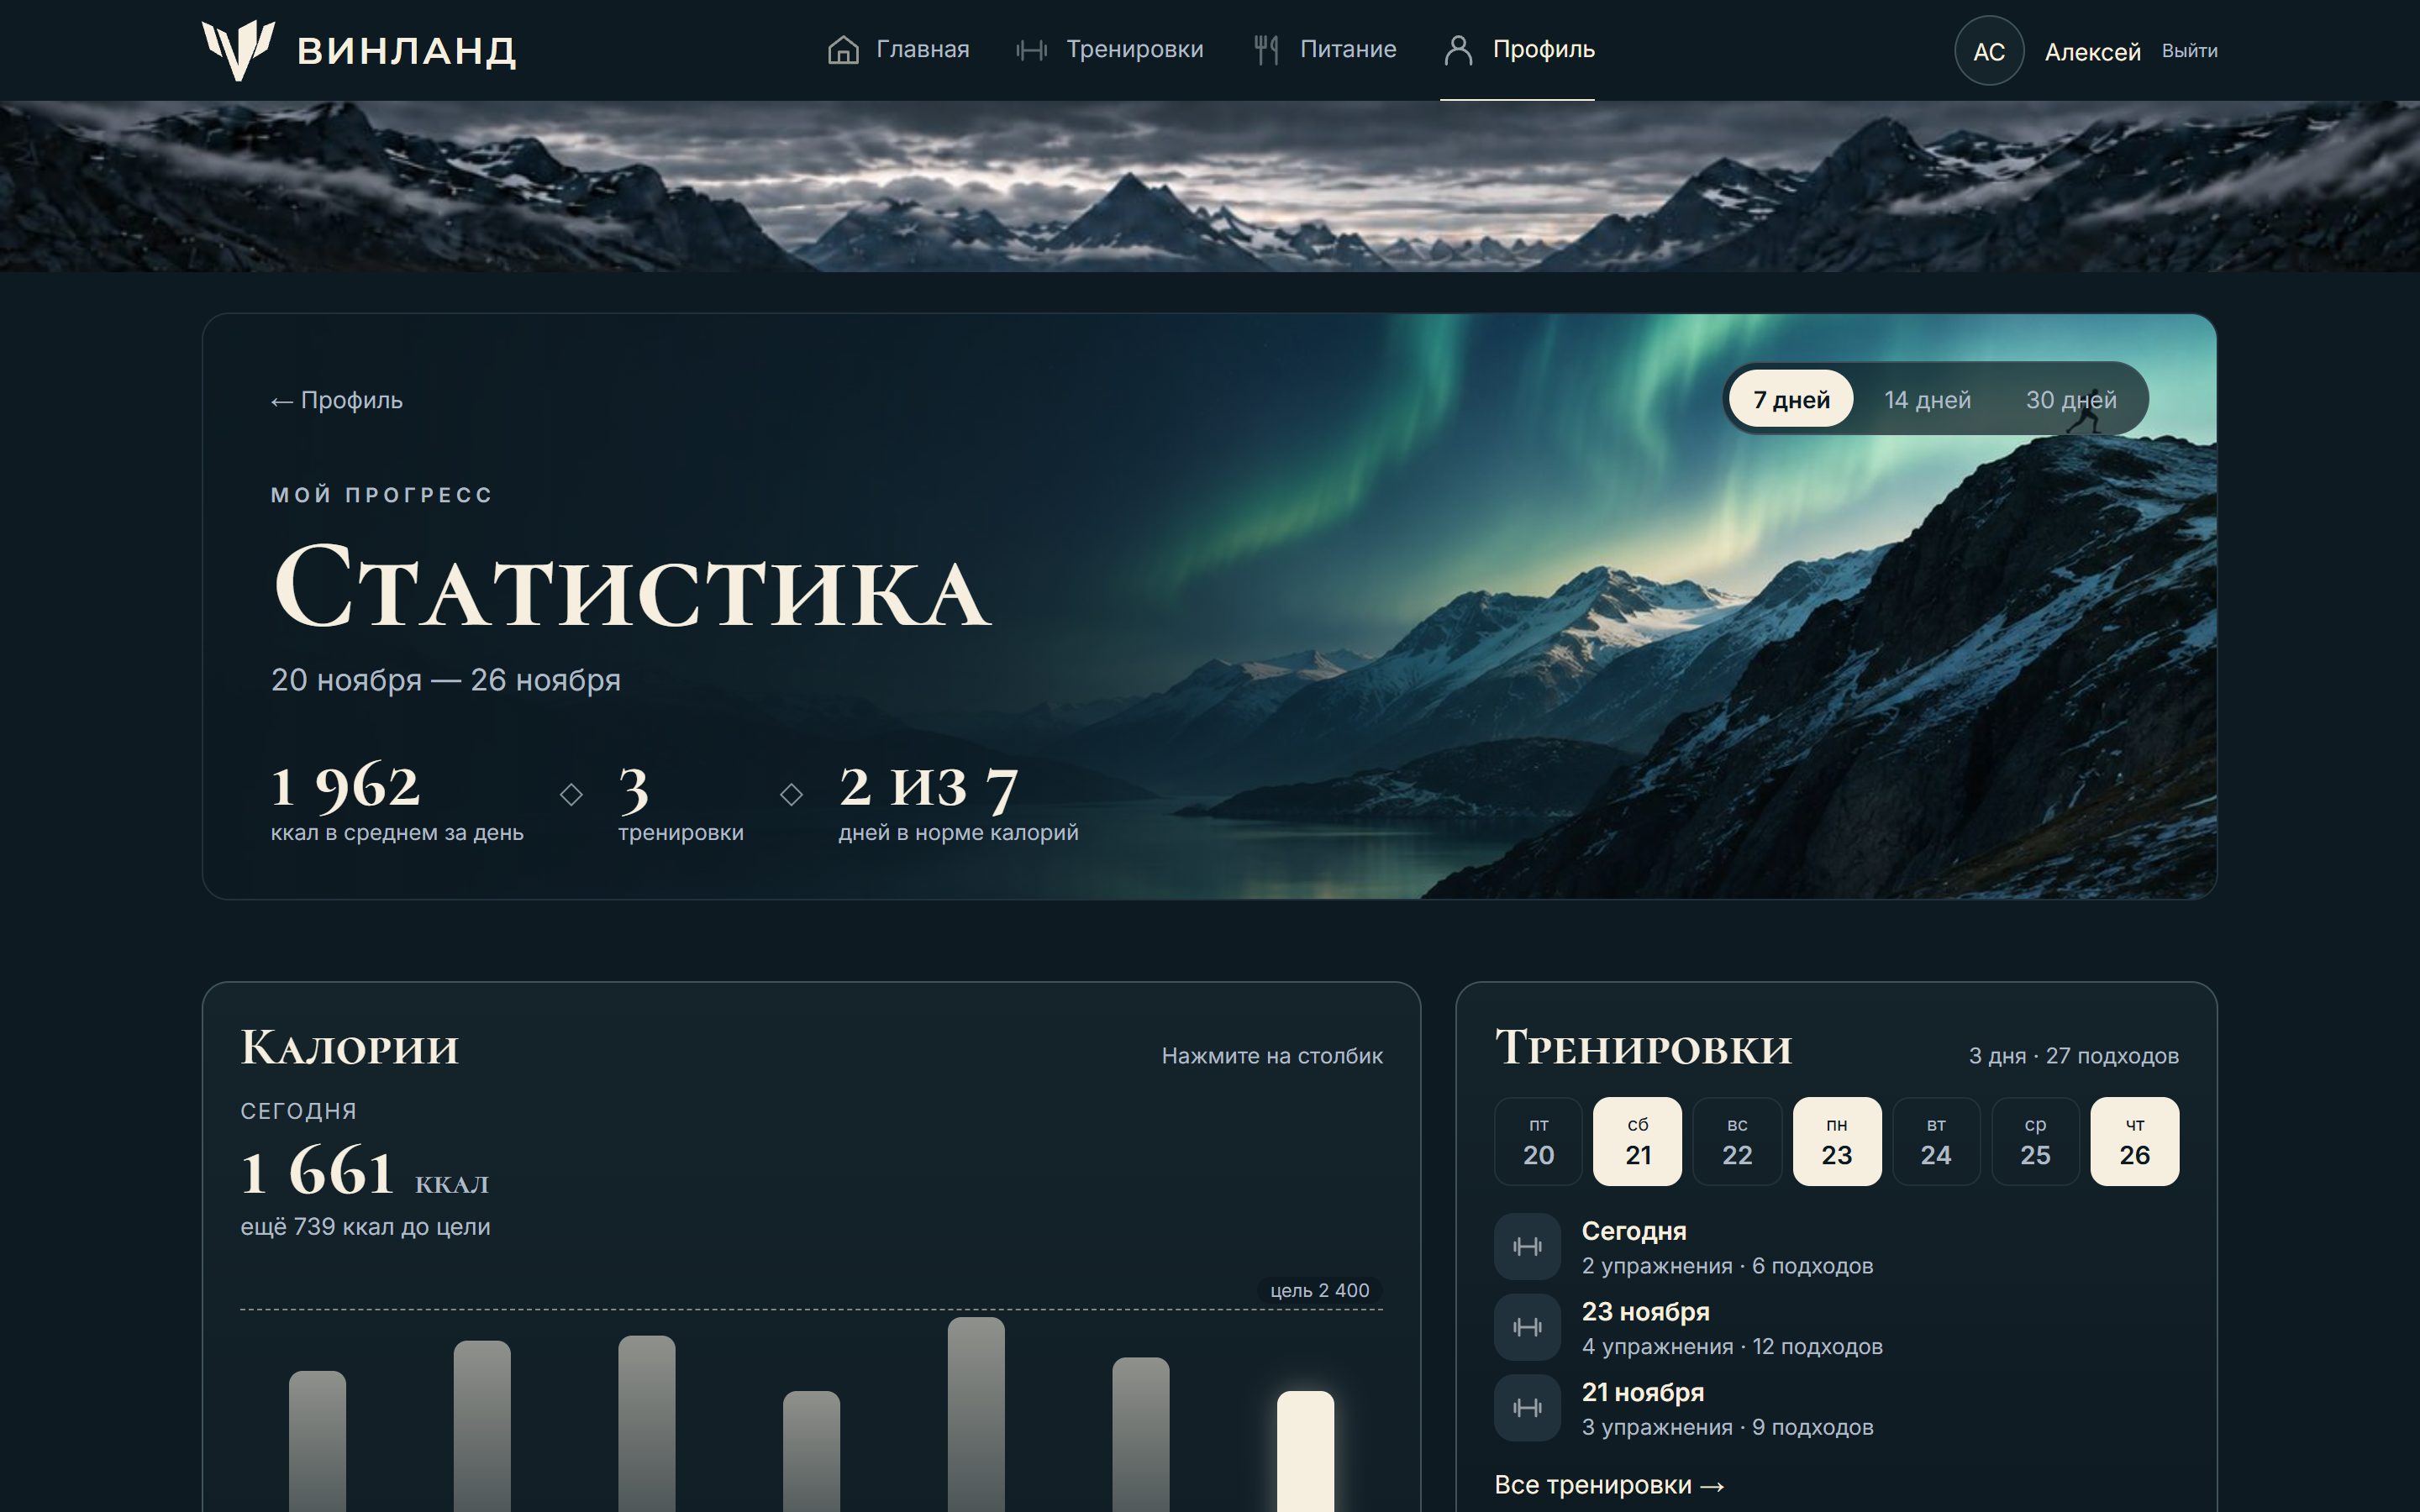 ВИНЛАНД
Главная
Тренировки
Питание
Профиль
АС
Алексей
Выйти
← Профиль
7 дней
14 дней
30 дней
МОЙ ПРОГРЕСС
Статистика
20 ноября — 26 ноября
1 962
ккал в среднем за день
3
тренировки
2 из 7
дней в норме калорий
Калории
Нажмите на столбик
СЕГОДНЯ
1 661 ккал
ещё 739 ккал до цели
цель 2 400
Тренировки
3 дня · 27 подходов
пт
20
сб
21
вс
22
пн
23
вт
24
ср
25
чт
26
Сегодня
2 упражнения · 6 подходов
23 ноября
4 упражнения · 12 подходов
21 ноября
3 упражнения · 9 подходов
Все тренировки →